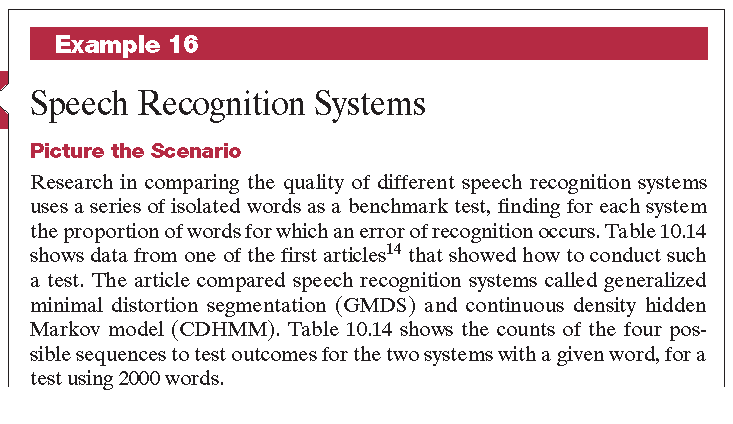 Example 16
Speech Recognition Systems
Picture the Scenario
Research in comparing the quality of different speech recognition systems
uses a series of isolated words as a benchmark test, finding for each system
the proportion of words for which an error of recognition occurs. Table 10.14
shows data from one of the first articles14 that showed how to conduct such
a test. The article compared speech recognition systems called generalized
minimal distortion segmentation (GMDS) and continuous density hidden
Markov model (CDHMM). Table 10.14 shows the counts of the four pos-
sible sequences to test outcomes for the two systems with a given word, for a
test using 2000 words.